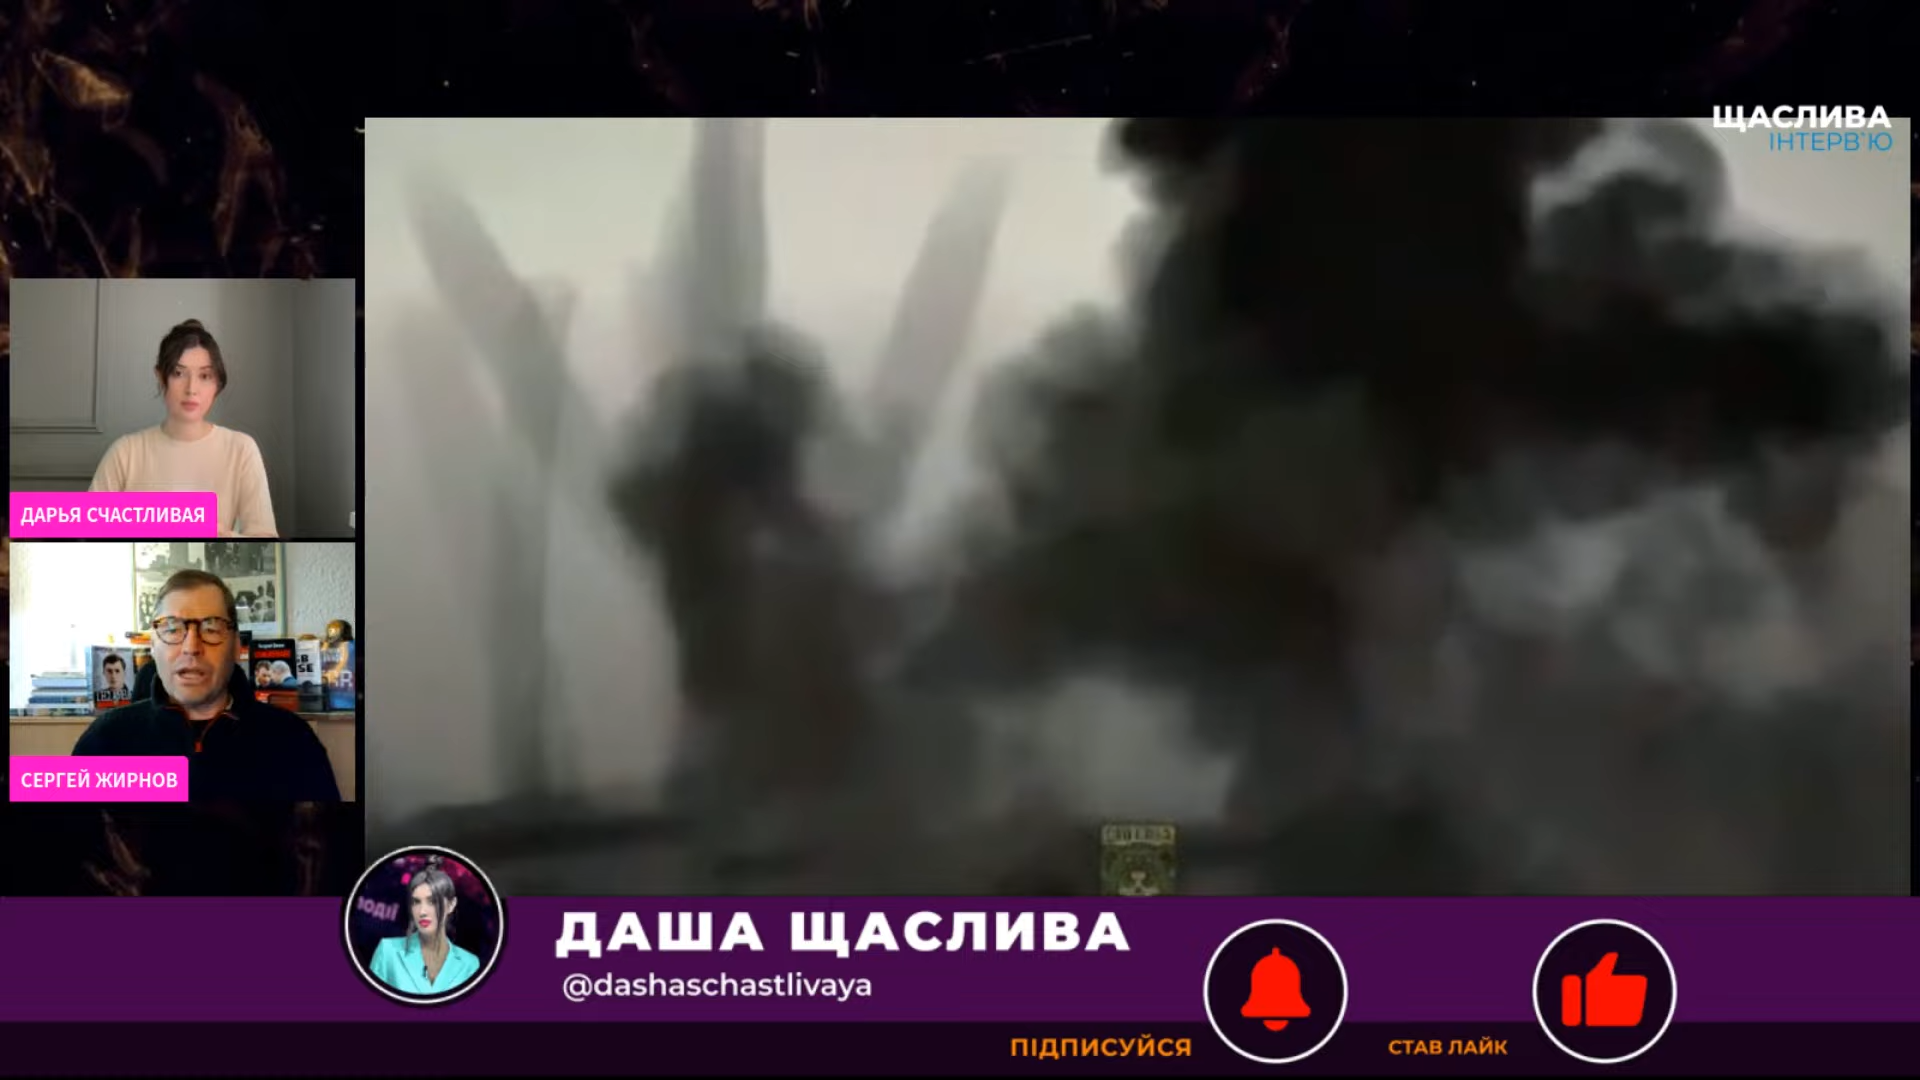 ЩАСЛИВА
ІНТЕРВ`Ю
ДАРЬЯ СЧАСТЛИВАЯ
СЕРГЕЙ ЖИРНОВ
ДАША ЩАСЛИВА
@dashaschastlivaya
ПІДПИСУЙСЯ
СТАВ ЛАЙК